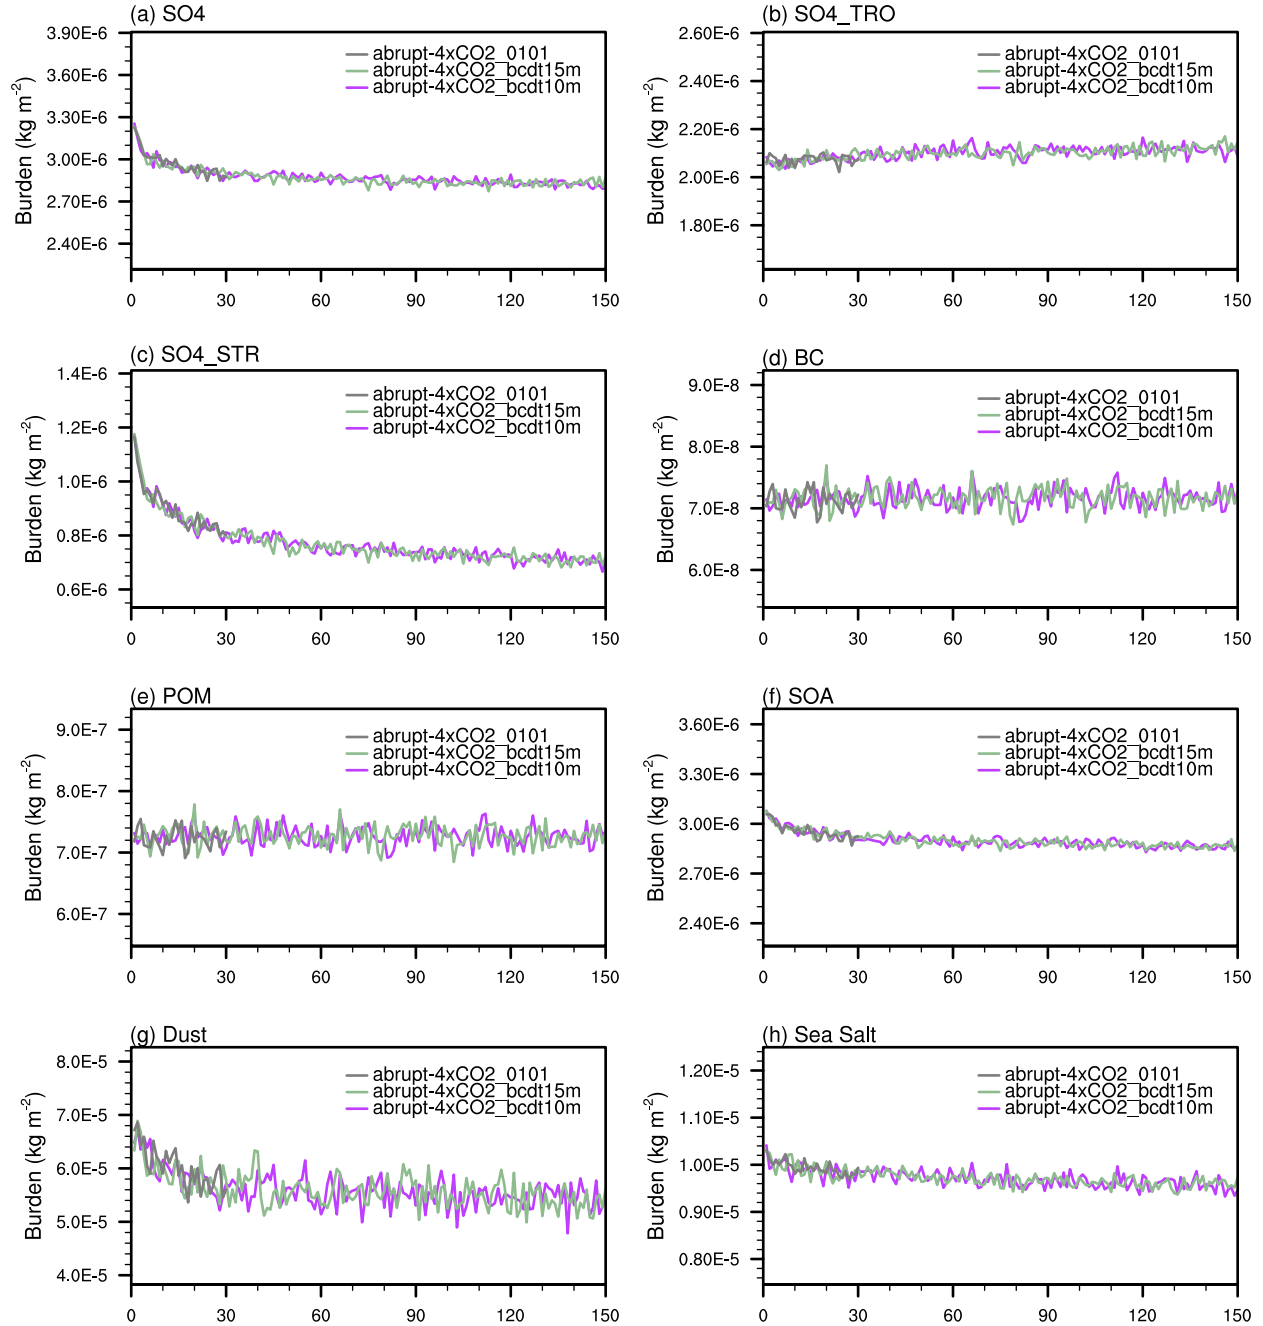 (a) SO4
3.90E-6
3.60E-6
3.30E-6
3.00E-6
2.70E-6
2.40E-6
Burden (kg m-2)
abrupt-4xCO2_0101
abrupt-4xCO2_bcdt15m
abrupt-4xCO2_bcdt10m
0 30 60 90 120 150
(b) SO4_TRO
2.60E-6
2.40E-6
2.20E-6
2.00E-6
1.80E-6
Burden (kg m-2)
abrupt-4xCO2_0101
abrupt-4xCO2_bcdt15m
abrupt-4xCO2_bcdt10m
0 30 60 90 120 150
(c) SO4_STR
1.4E-6
1.2E-6
1.0E-6
0.8E-6
0.6E-6
Burden (kg m-2)
abrupt-4xCO2_0101
abrupt-4xCO2_bcdt15m
abrupt-4xCO2_bcdt10m
0 30 60 90 120 150
(d) BC
9.0E-8
8.0E-8
7.0E-8
6.0E-8
Burden (kg m-2)
abrupt-4xCO2_0101
abrupt-4xCO2_bcdt15m
abrupt-4xCO2_bcdt10m
0 30 60 90 120 150
(e) POM
9.0E-7
8.0E-7
7.0E-7
6.0E-7
Burden (kg m-2)
abrupt-4xCO2_0101
abrupt-4xCO2_bcdt15m
abrupt-4xCO2_bcdt10m
0 30 60 90 120 150
(f) SOA
3.60E-6
3.30E-6
3.00E-6
2.70E-6
2.40E-6
Burden (kg m-2)
abrupt-4xCO2_0101
abrupt-4xCO2_bcdt15m
abrupt-4xCO2_bcdt10m
0 30 60 90 120 150
(g) Dust
8.0E-5
7.0E-5
6.0E-5
5.0E-5
4.0E-5
Burden (kg m-2)
abrupt-4xCO2_0101
abrupt-4xCO2_bcdt15m
abrupt-4xCO2_bcdt10m
0 30 60 90 120 150
(h) Sea Salt
1.20E-5
1.10E-5
1.00E-5
0.90E-5
0.80E-5
Burden (kg m-2)
abrupt-4xCO2_0101
abrupt-4xCO2_bcdt15m
abrupt-4xCO2_bcdt10m
0 30 60 90 120 150